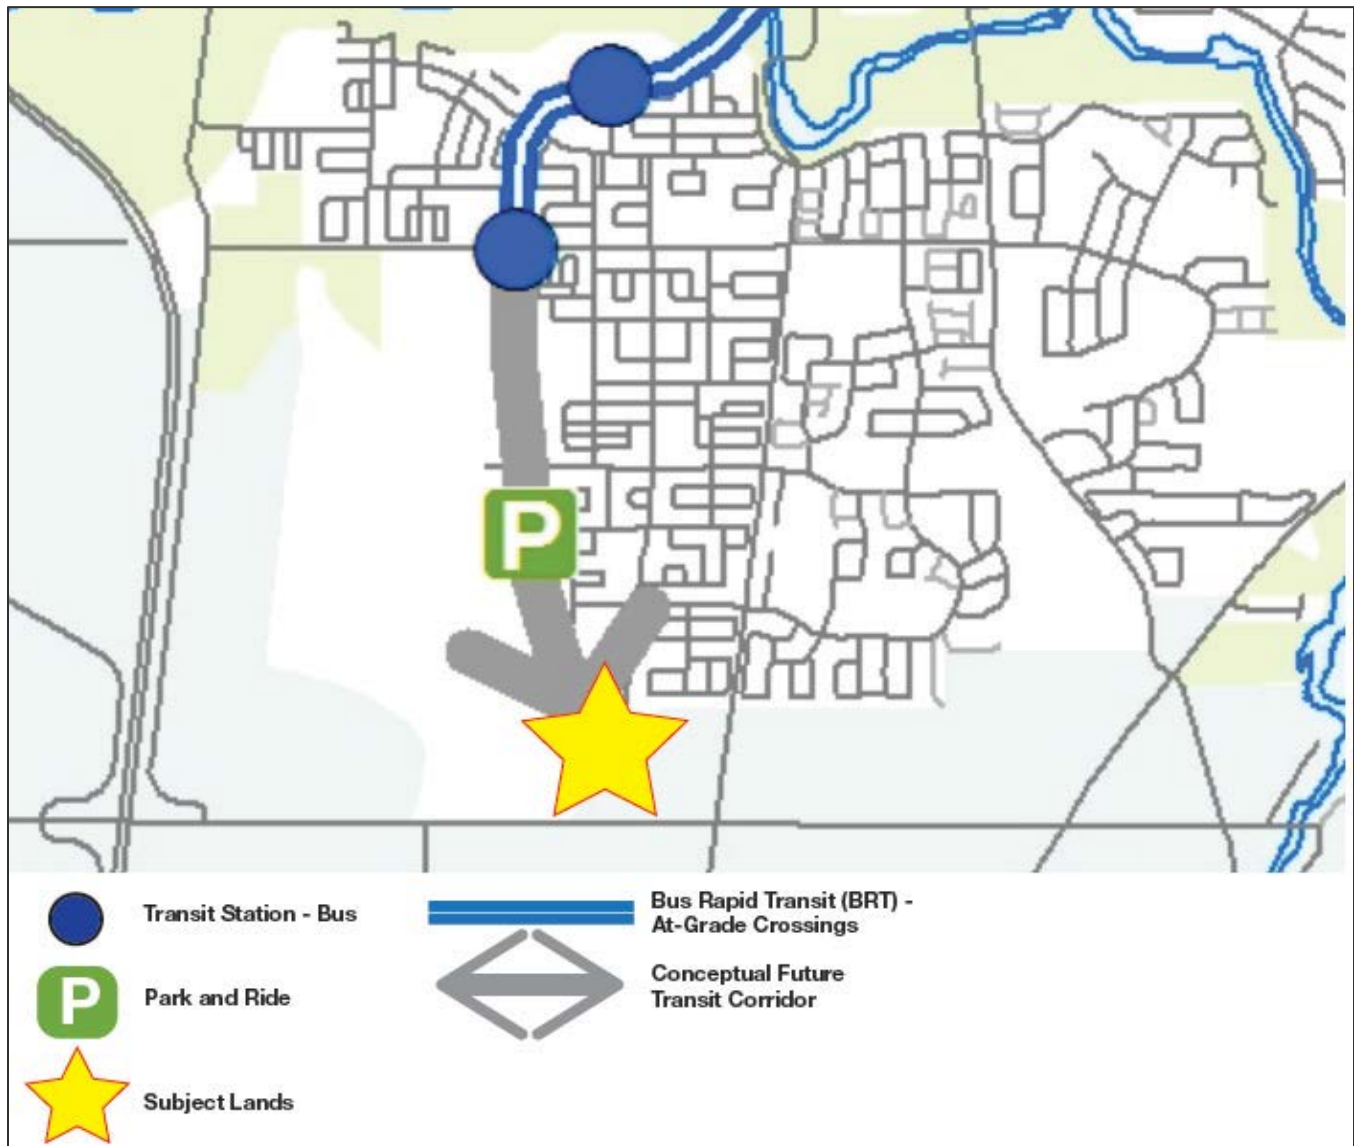 P
Transit Station - Bus
Bus Rapid Transit (BRT) -
At-Grade Crossings
P
Park and Ride
Conceptual Future
Transit Corridor
Subject Lands